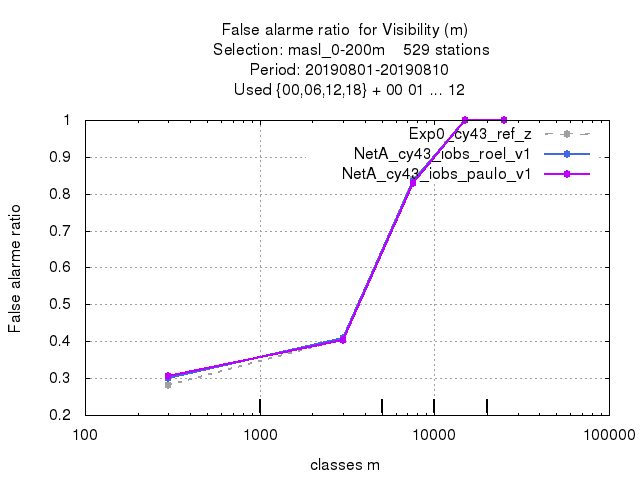 False alarme ratio  for Visibility (m)
Selection: masl_0-200m    529 stations
Period: 20190801-20190810
Used {00,06,12,18} + 00 01 ... 12
Exp0_cy43_ref_z
NetA_cy43_iobs_roel_v1
NetA_cy43_iobs_paulo_v1
False alarme ratio
1
0.9
0.8
0.7
0.6
0.5
0.4
0.3
0.2
100
1000
10000
100000
classes m